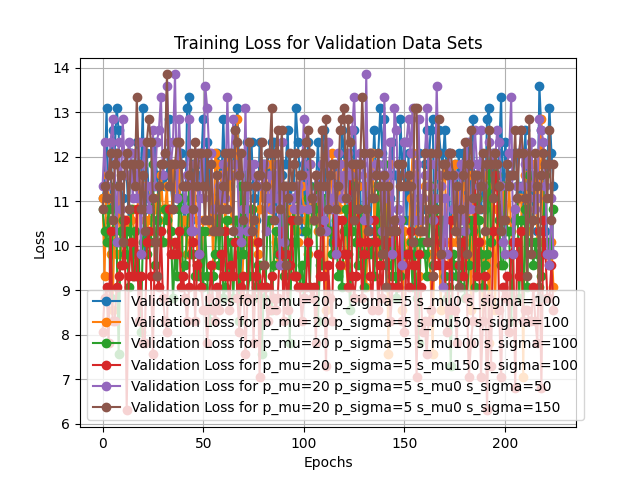 Training Loss for Validation Data Sets
14
13
12
11
10
9
8
7
6
Loss
Validation Loss for p_mu=20 p_sigma=5 s_mu0 s_sigma=100
Validation Loss for p_mu=20 p_sigma=5 s_mu50 s_sigma=100
Validation Loss for p_mu=20 p_sigma=5 s_mu100 s_sigma=100
Validation Loss for p_mu=20 p_sigma=5 s_mu150 s_sigma=100
Validation Loss for p_mu=20 p_sigma=5 s_mu0 s_sigma=50
Validation Loss for p_mu=20 p_sigma=5 s_mu0 s_sigma=150
0 50 100 150 200
Epochs